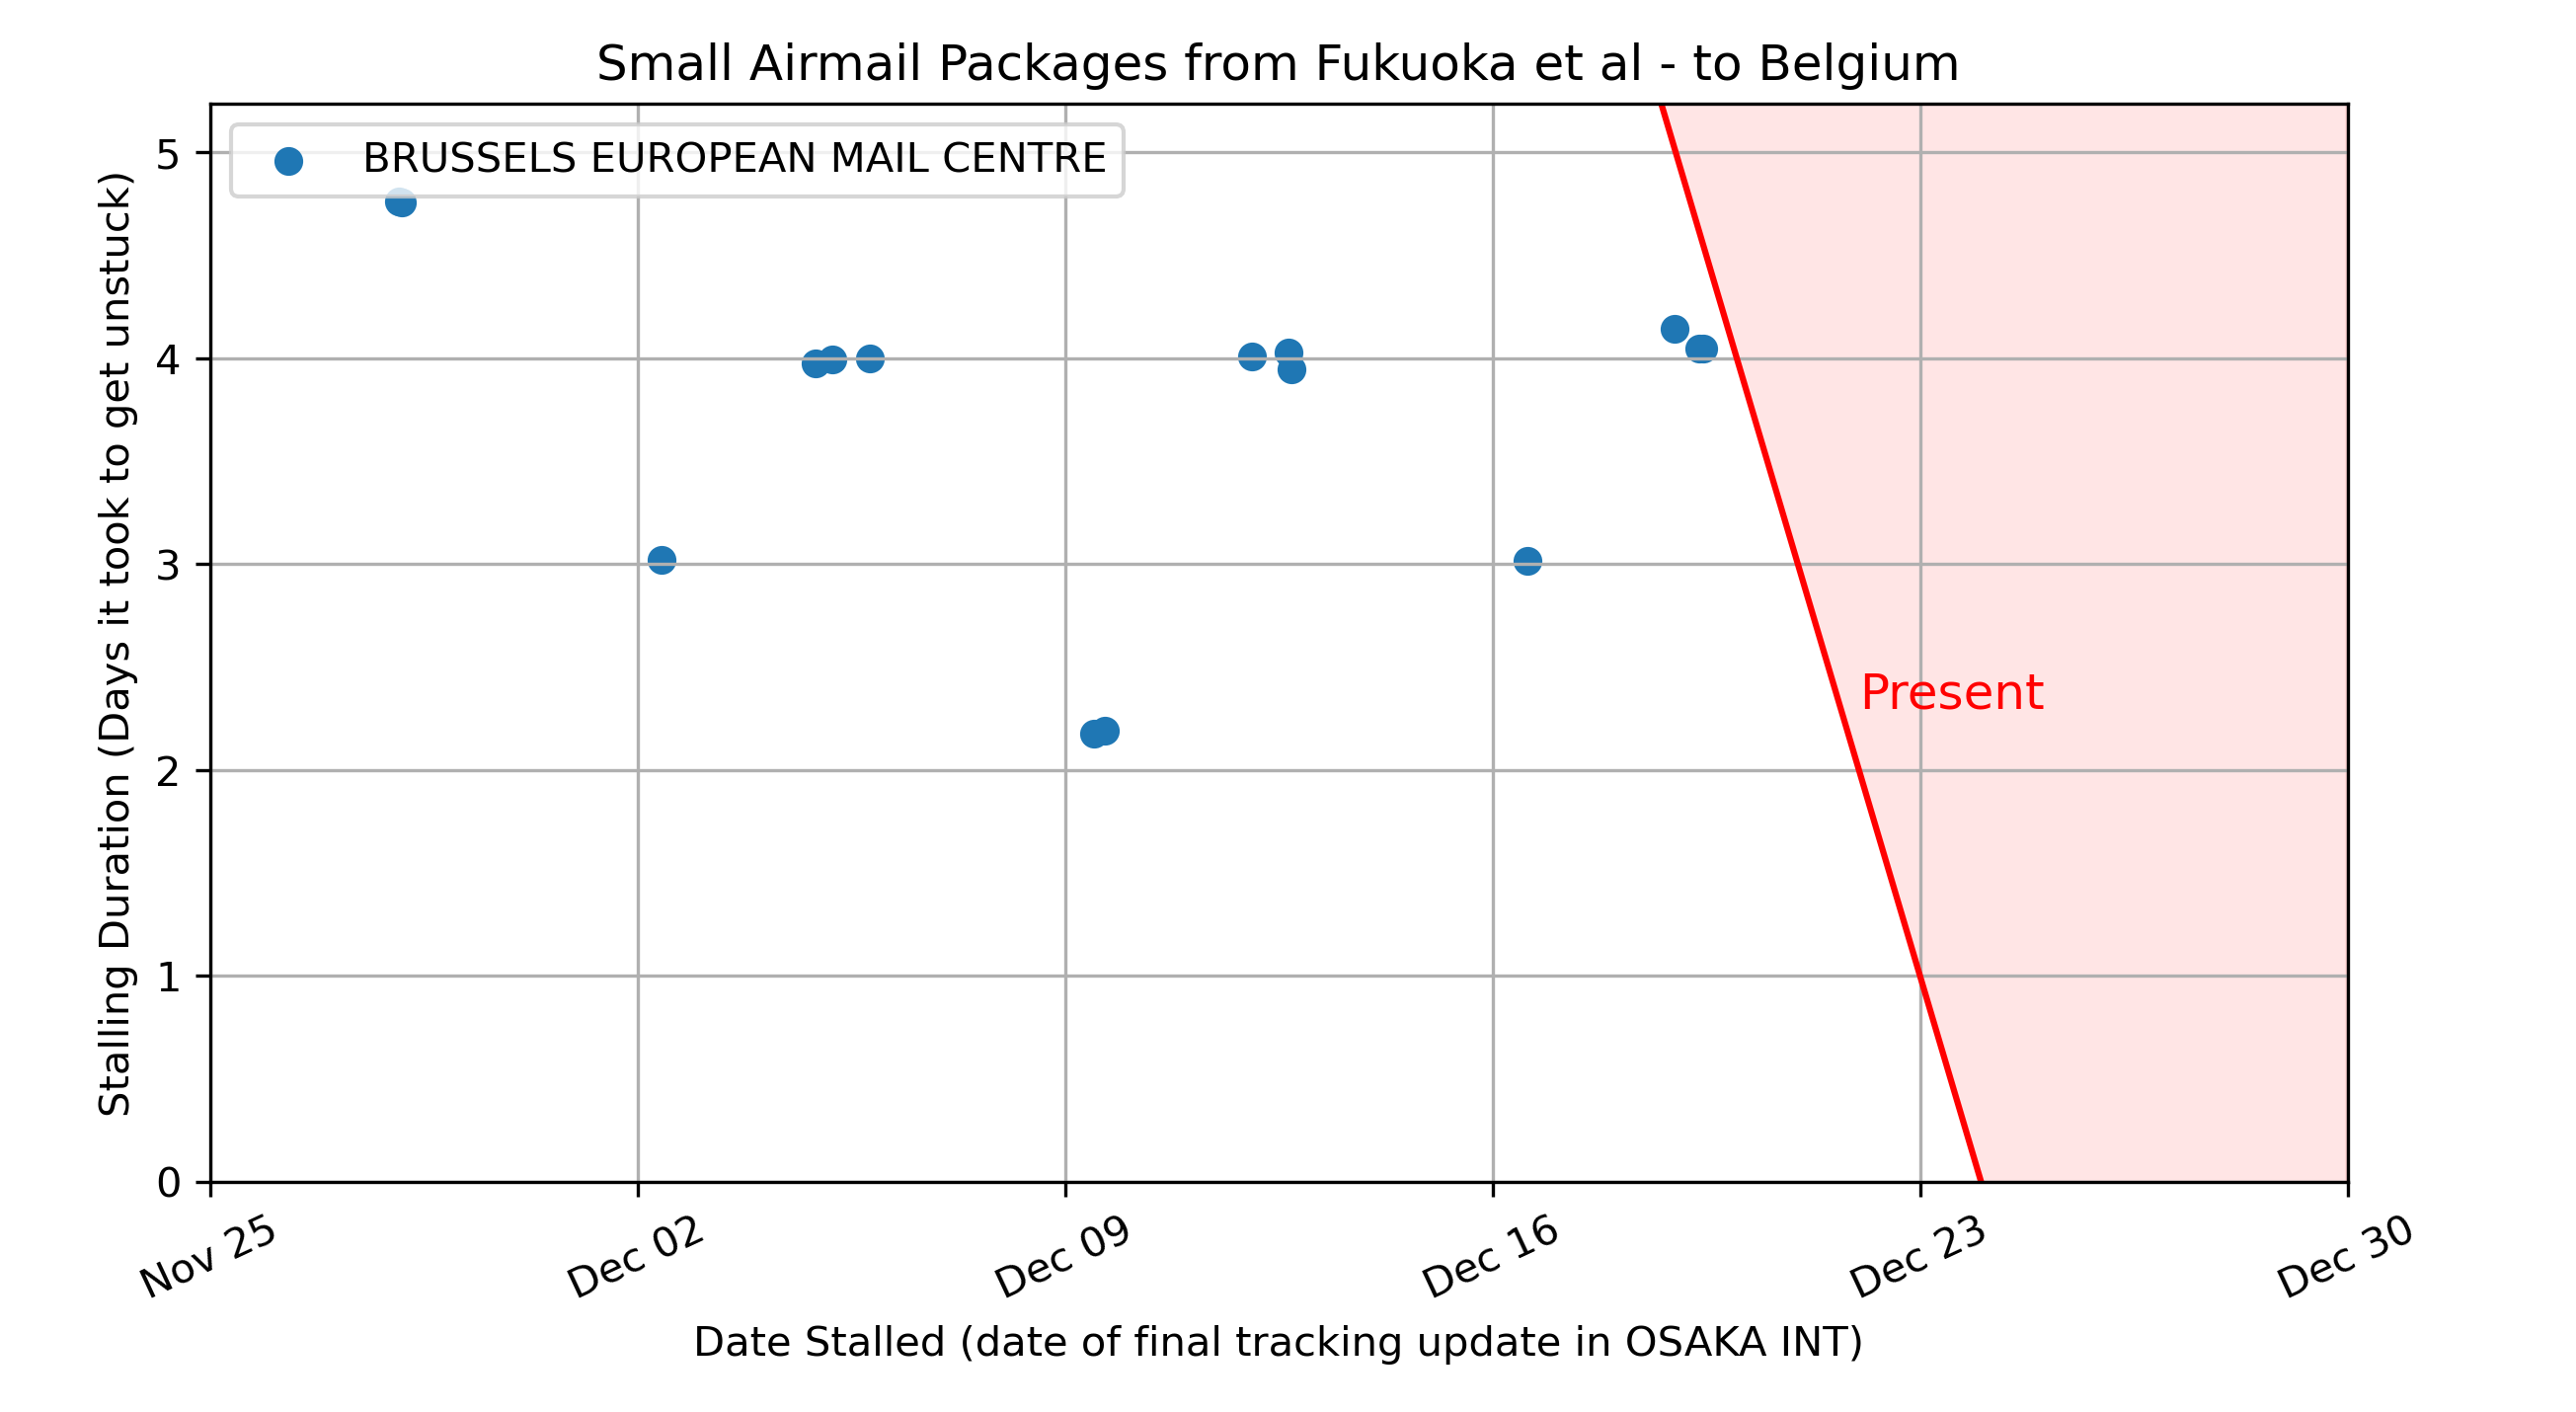 Small Airmail Packages from Fukuoka et al - to Belgium
BRUSSELS EUROPEAN MAIL CENTRE
Stalling Duration (Days it took to get unstuck)
5
4
3
2
1
0
Present
Nov 25
Dec 02
Dec 09
Dec 16
Dec 23
Dec 30
Date Stalled (date of final tracking update in OSAKA INT)